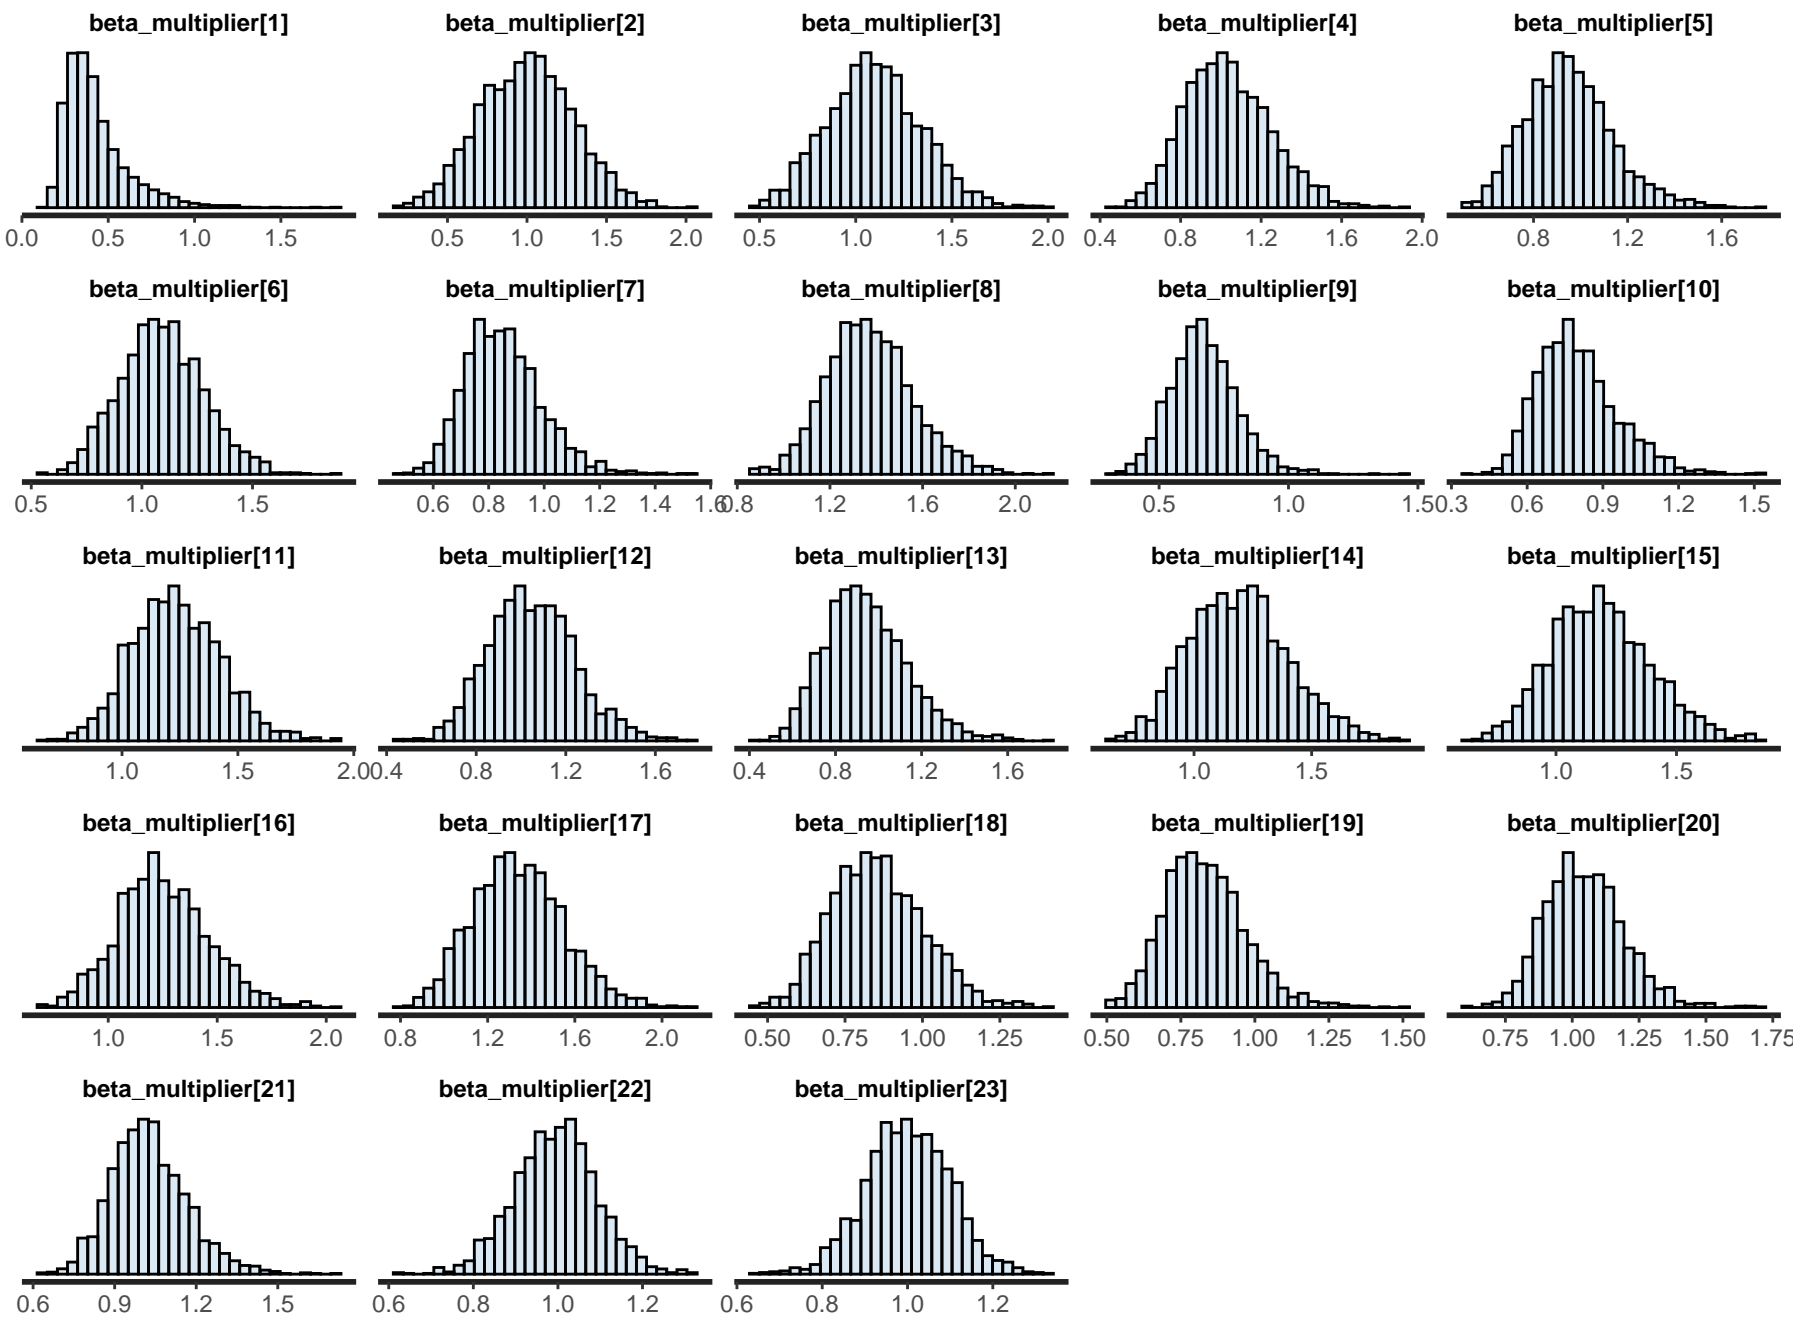 beta_multiplier[1] beta_multiplier[2] beta_multiplier[3] beta_multiplier[4] beta_multiplier[5]
0.0 0.5 1.0 1.5 0.5 1.0 1.5 2.0 0.5 1.0 1.5 2.0 0.4 0.8 1.2 1.6 2.0 0.8 1.2 1.6
beta_multiplier[6] beta_multiplier[7] beta_multiplier[8] beta_multiplier[9] beta_multiplier[10]
0.5 1.0 1.5 0.6 0.8 1.0 1.2 1.4 1.6 0.8 1.2 1.6 2.0 0.5 1.0 1.5 0.3 0.6 0.9 1.2 1.5
beta_multiplier[11] beta_multiplier[12] beta_multiplier[13] beta_multiplier[14] beta_multiplier[15]
1.0 1.5 2.0 0.4 0.8 1.2 1.6 0.4 0.8 1.2 1.6 1.0 1.5 1.0 1.5
beta_multiplier[16] beta_multiplier[17] beta_multiplier[18] beta_multiplier[19] beta_multiplier[20]
1.0 1.5 2.0 0.8 1.2 1.6 2.0 0.50 0.75 1.00 1.25 0.50 0.75 1.00 1.25 1.50 0.75 1.00 1.25 1.50 1.75
beta_multiplier[21] beta_multiplier[22] beta_multiplier[23]
0.6 0.9 1.2 1.5 0.6 0.8 1.0 1.2 0.6 0.8 1.0 1.2